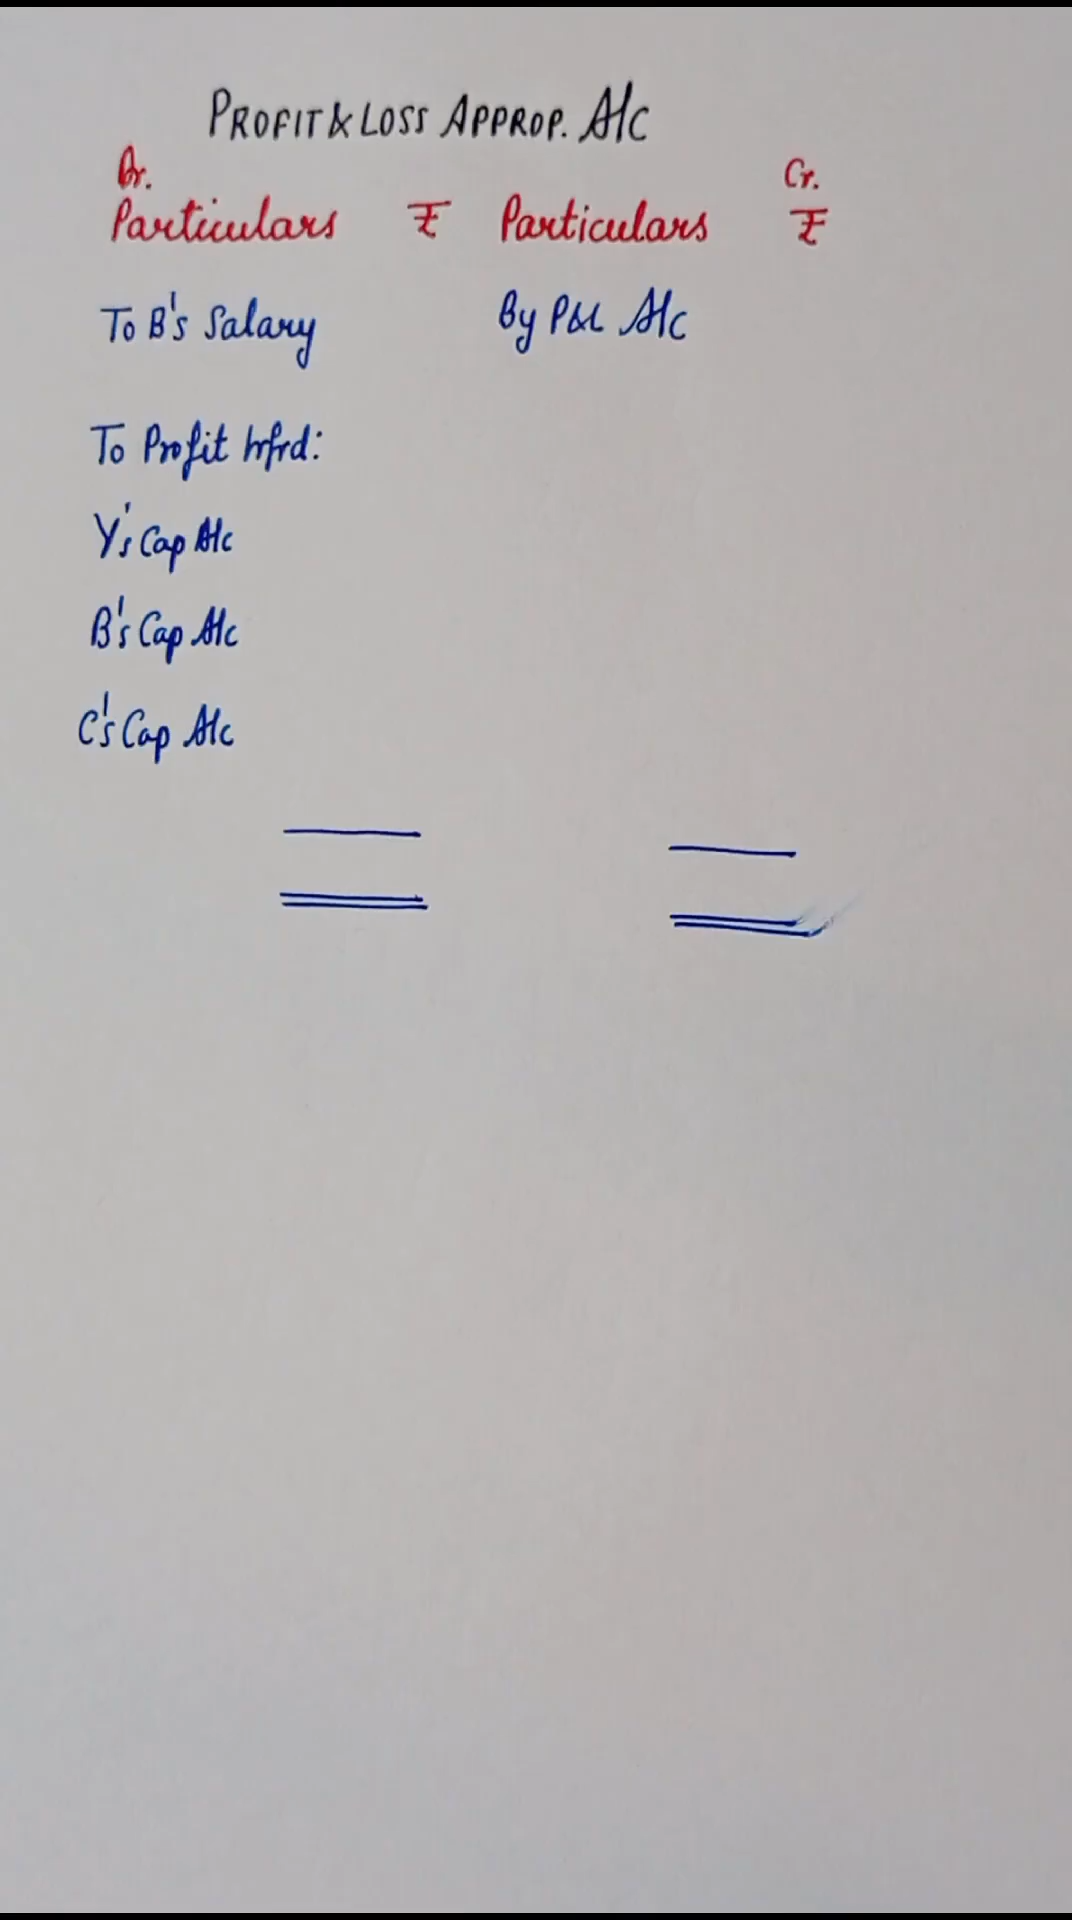 PROFIT & LOSS APPROP. A/c
Dr. Cr.
Particulars ₹ Particulars ₹
To B's Salary By P&L A/c
To Profit trfrd:
Y's Cap A/c
B's Cap A/c
C's Cap A/c